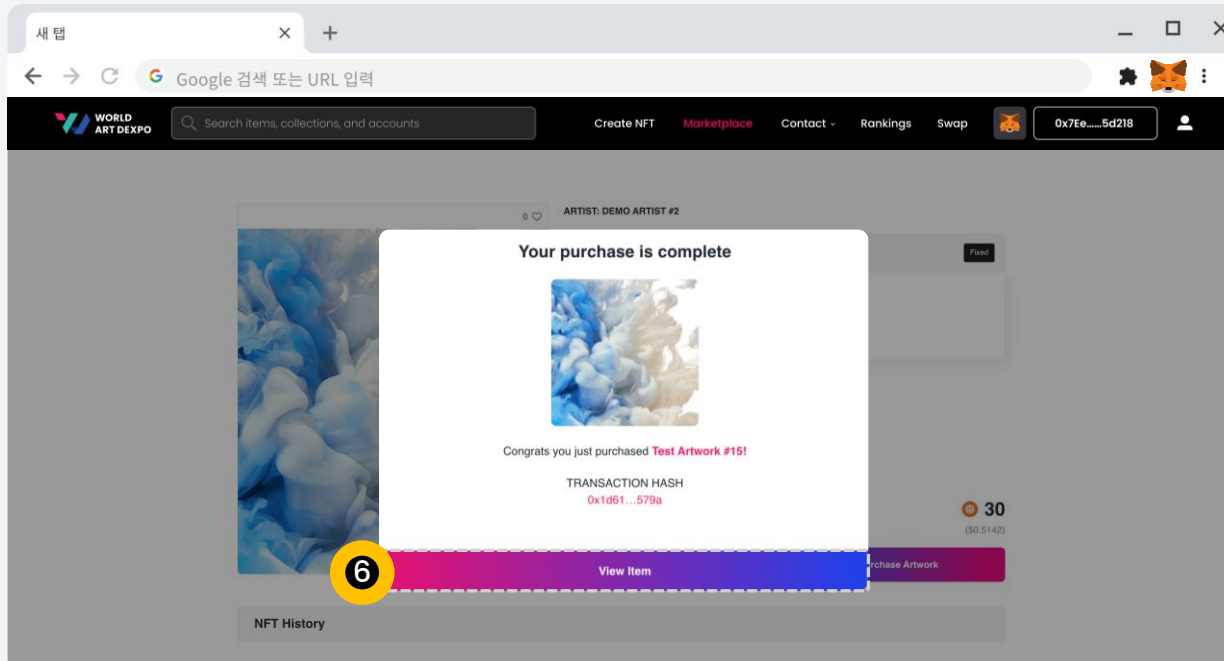 새 탭
Google 검색 또는 URL 입력
WORLD
ART DEXPO
Search items, collections, and accounts
Create NFT
Marketplace
Contact
Rankings
Swap
0x7Ee......5d218
0
ARTIST: DEMO ARTIST #2
Fixed
Your purchase is complete
Congrats you just purchased Test Artwork #15!
TRANSACTION HASH
0x1d61...579a
30
($0.5142)
Artwork
6
View Item
NFT History